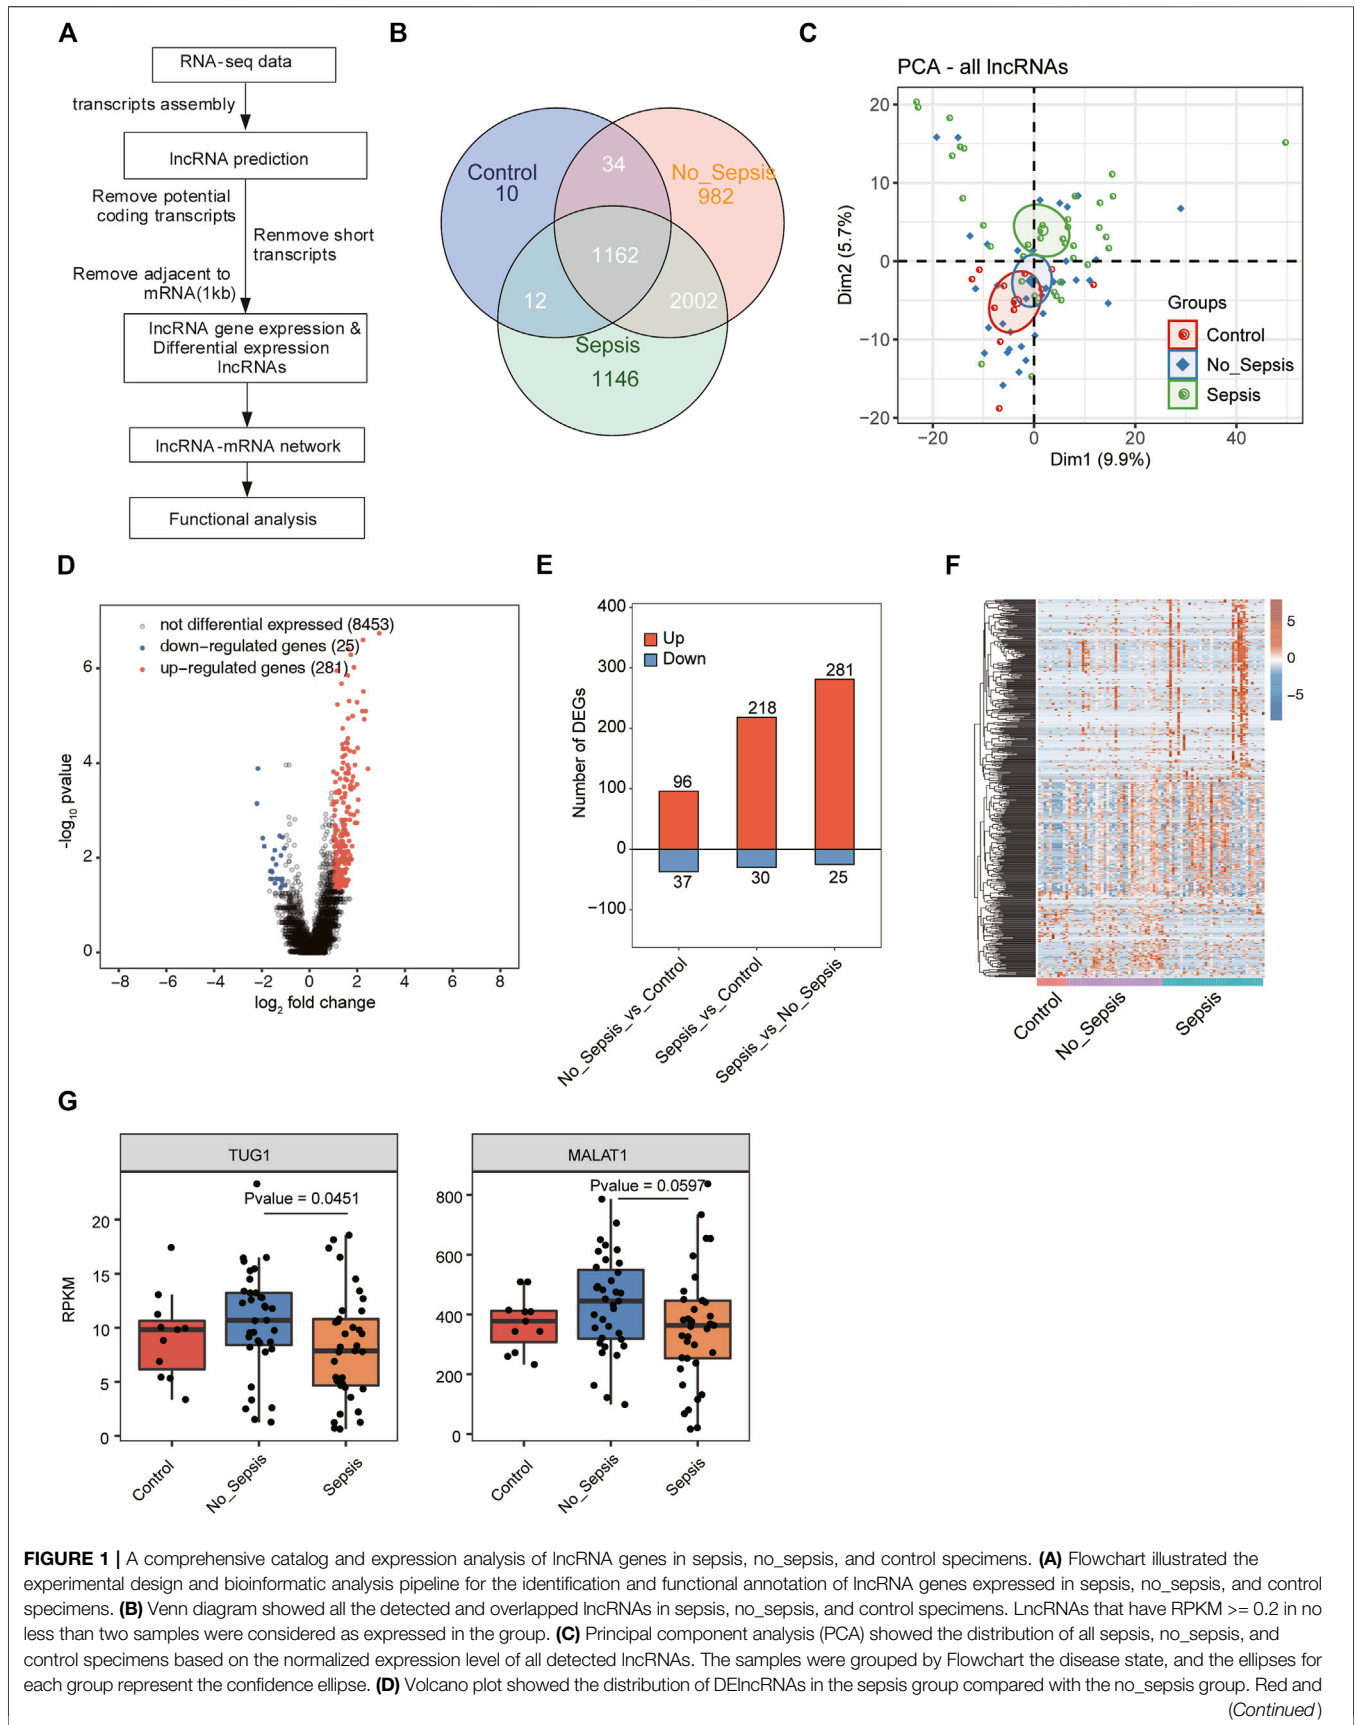 A
RNA-seq data
transcripts assembly
lncRNA prediction
Remove potential
coding transcripts
Renmove short
transcripts
Remove adjacent to
mRNA(1kb)
lncRNA gene expression &
Differential expression
lncRNAs
lncRNA-mRNA network
Functional analysis
B
Control
10
34
No_Sepsis
982
1162
12
2002
Sepsis
1146
C
PCA - all lncRNAs
20
10
0
−10
−20
Dim2 (5.7%)
−20
0
20
40
Dim1 (9.9%)
Groups
Control
No_Sepsis
Sepsis
D
not differential expressed (8453)
down−regulated genes (25)
up−regulated genes (281)
6
4
2
0
-log10 pvalue
−8
−6
−4
−2
0
2
4
6
8
log2 fold change
E
400
300
200
100
0
−100
Number of DEGs
Up
Down
96
218
281
37
30
25
No_Sepsis_vs_Control
Sepsis_vs_Control
Sepsis_vs_No_Sepsis
F
5
0
−5
Control
No_Sepsis
Sepsis
G
TUG1
Pvalue = 0.0451
20
15
10
5
0
RPKM
Control
No_Sepsis
Sepsis
MALAT1
Pvalue = 0.0597
800
600
400
200
0
Control
No_Sepsis
Sepsis
FIGURE 1 | A comprehensive catalog and expression analysis of lncRNA genes in sepsis, no_sepsis, and control specimens. (A) Flowchart illustrated the
experimental design and bioinformatic analysis pipeline for the identification and functional annotation of lncRNA genes expressed in sepsis, no_sepsis, and control
specimens. (B) Venn diagram showed all the detected and overlapped lncRNAs in sepsis, no_sepsis, and control specimens. LncRNAs that have RPKM >= 0.2 in no
less than two samples were considered as expressed in the group. (C) Principal component analysis (PCA) showed the distribution of all sepsis, no_sepsis, and
control specimens based on the normalized expression level of all detected lncRNAs. The samples were grouped by Flowchart the disease state, and the ellipses for
each group represent the confidence ellipse. (D) Volcano plot showed the distribution of DElncRNAs in the sepsis group compared with the no_sepsis group. Red and
(Continued)